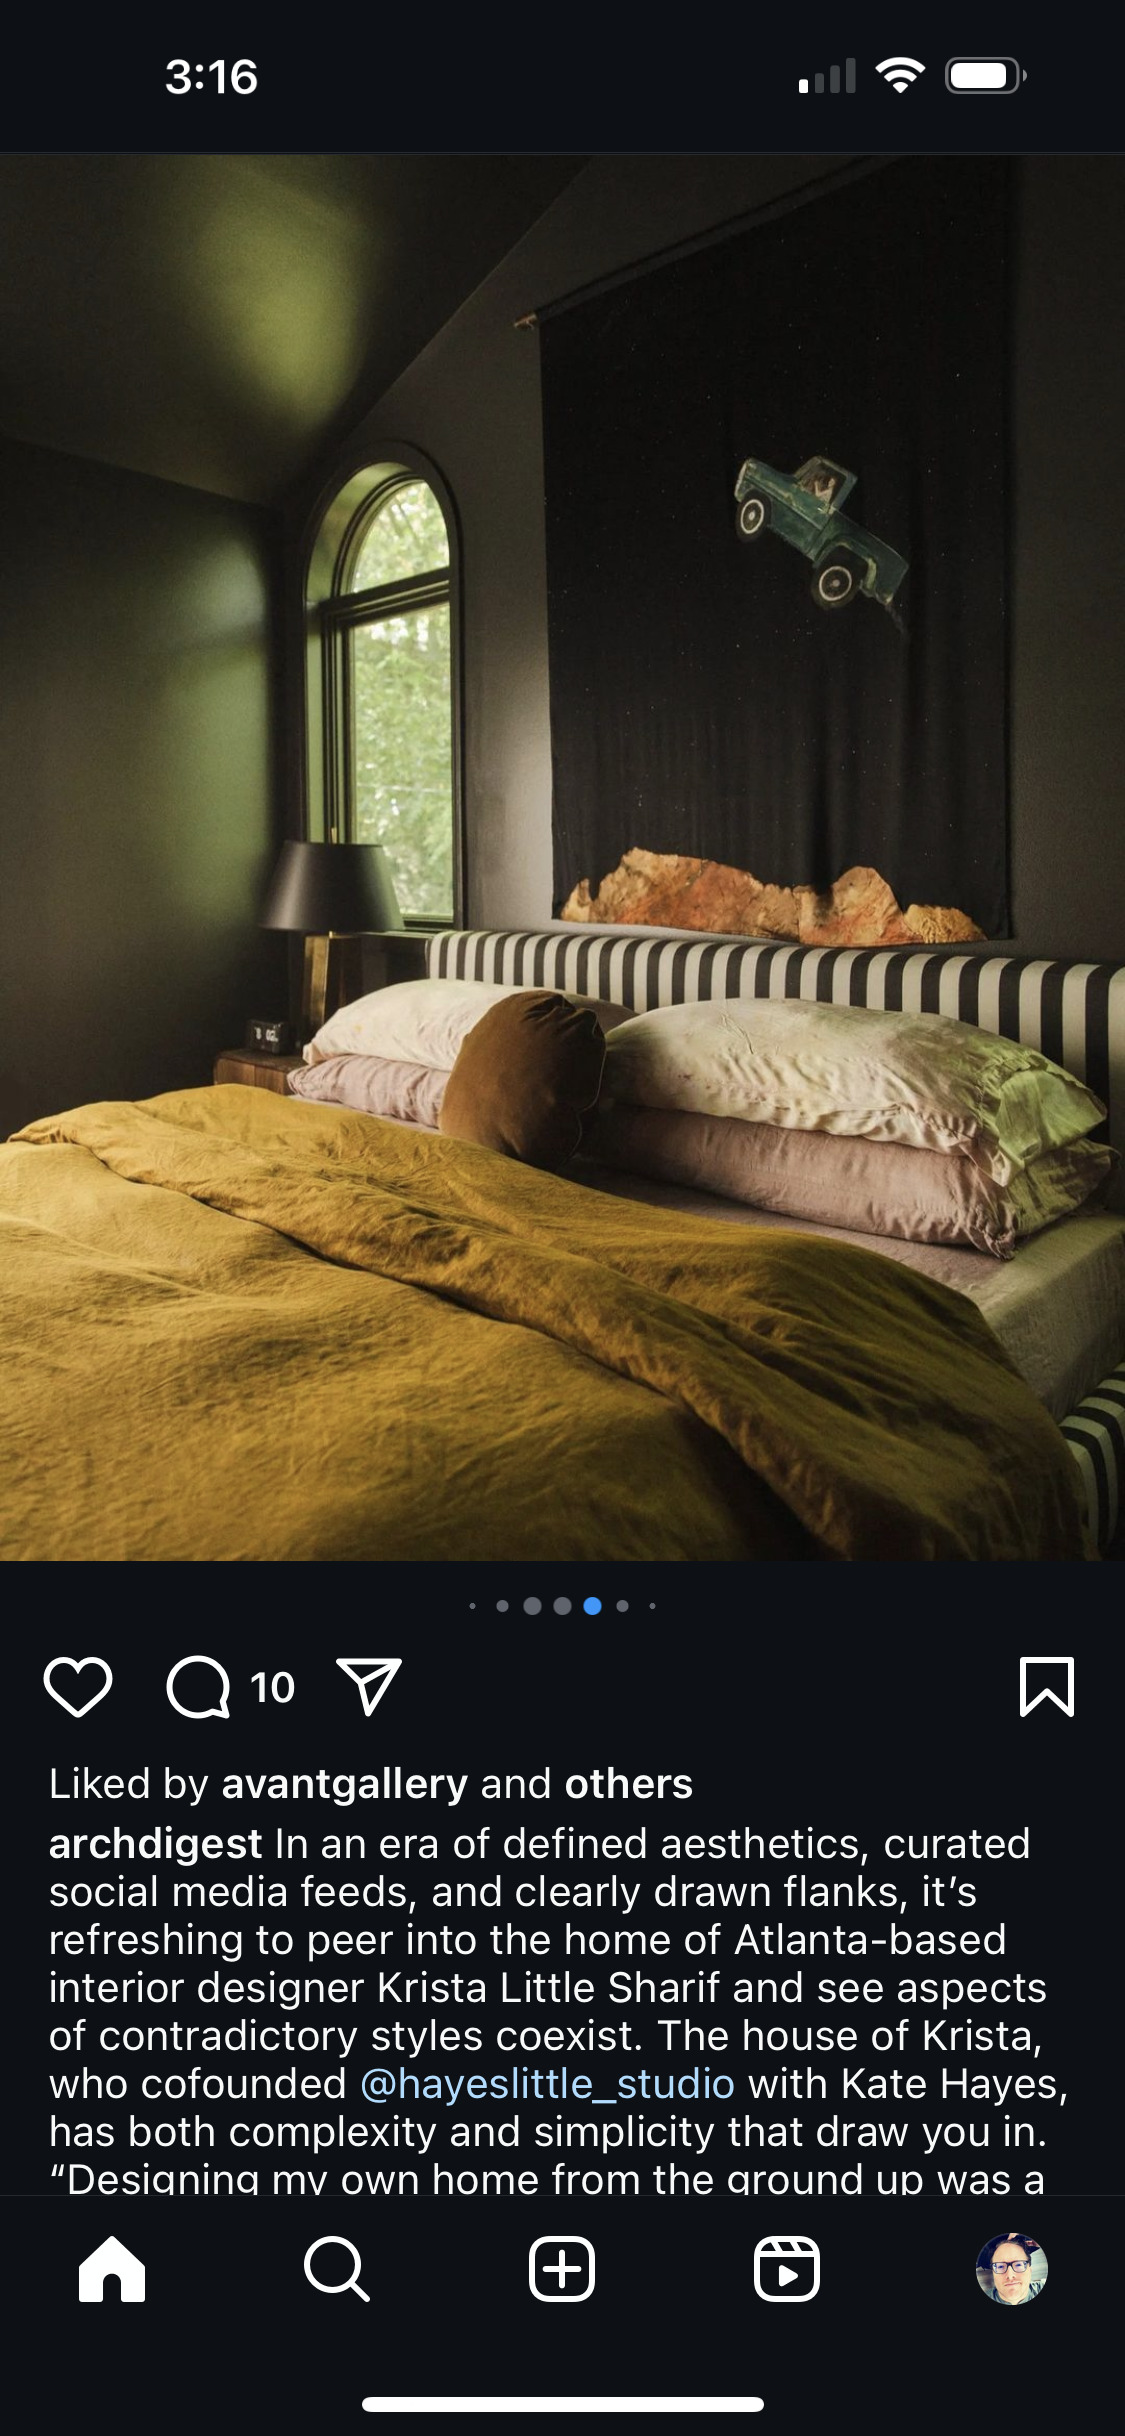 3:16
10
Liked by avantgallery and others
archdigest In an era of defined aesthetics, curated
social media feeds, and clearly drawn flanks, it’s
refreshing to peer into the home of Atlanta-based
interior designer Krista Little Sharif and see aspects
of contradictory styles coexist. The house of Krista,
who cofounded @hayeslittle_studio with Kate Hayes,
has both complexity and simplicity that draw you in.
“Designing my own home from the ground up was a